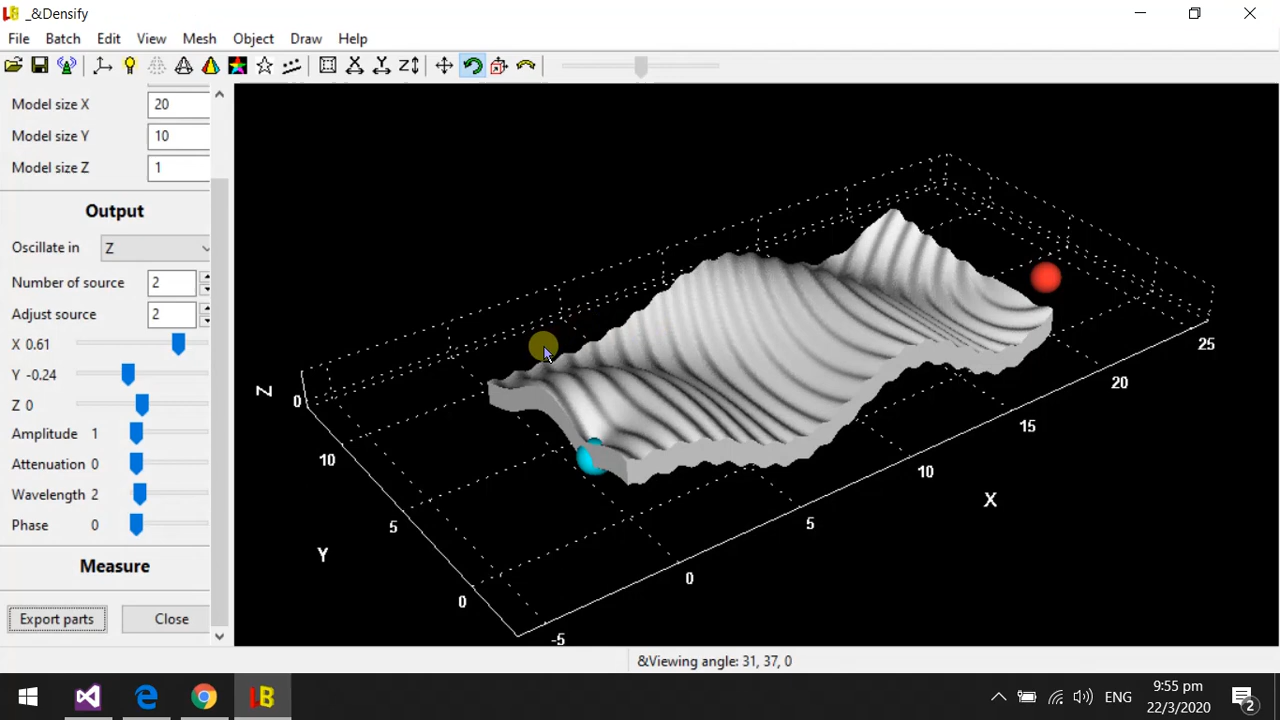 _&Densify
File Batch Edit View Mesh Object Draw Help
Model size X 20
Model size Y 10
Model size Z 1
Output
Oscillate in Z
Number of source 2
Adjust source 2
X 0.61
Y -0.24
Z 0
Amplitude 1
Attenuation 0
Wavelength 2
Phase 0
Measure
Export parts Close
Z
0
10
5
0
Y
-5
0
5
10
15
20
25
X
&Viewing angle: 31, 37, 0
ENG
9:55 pm
22/3/2020
2